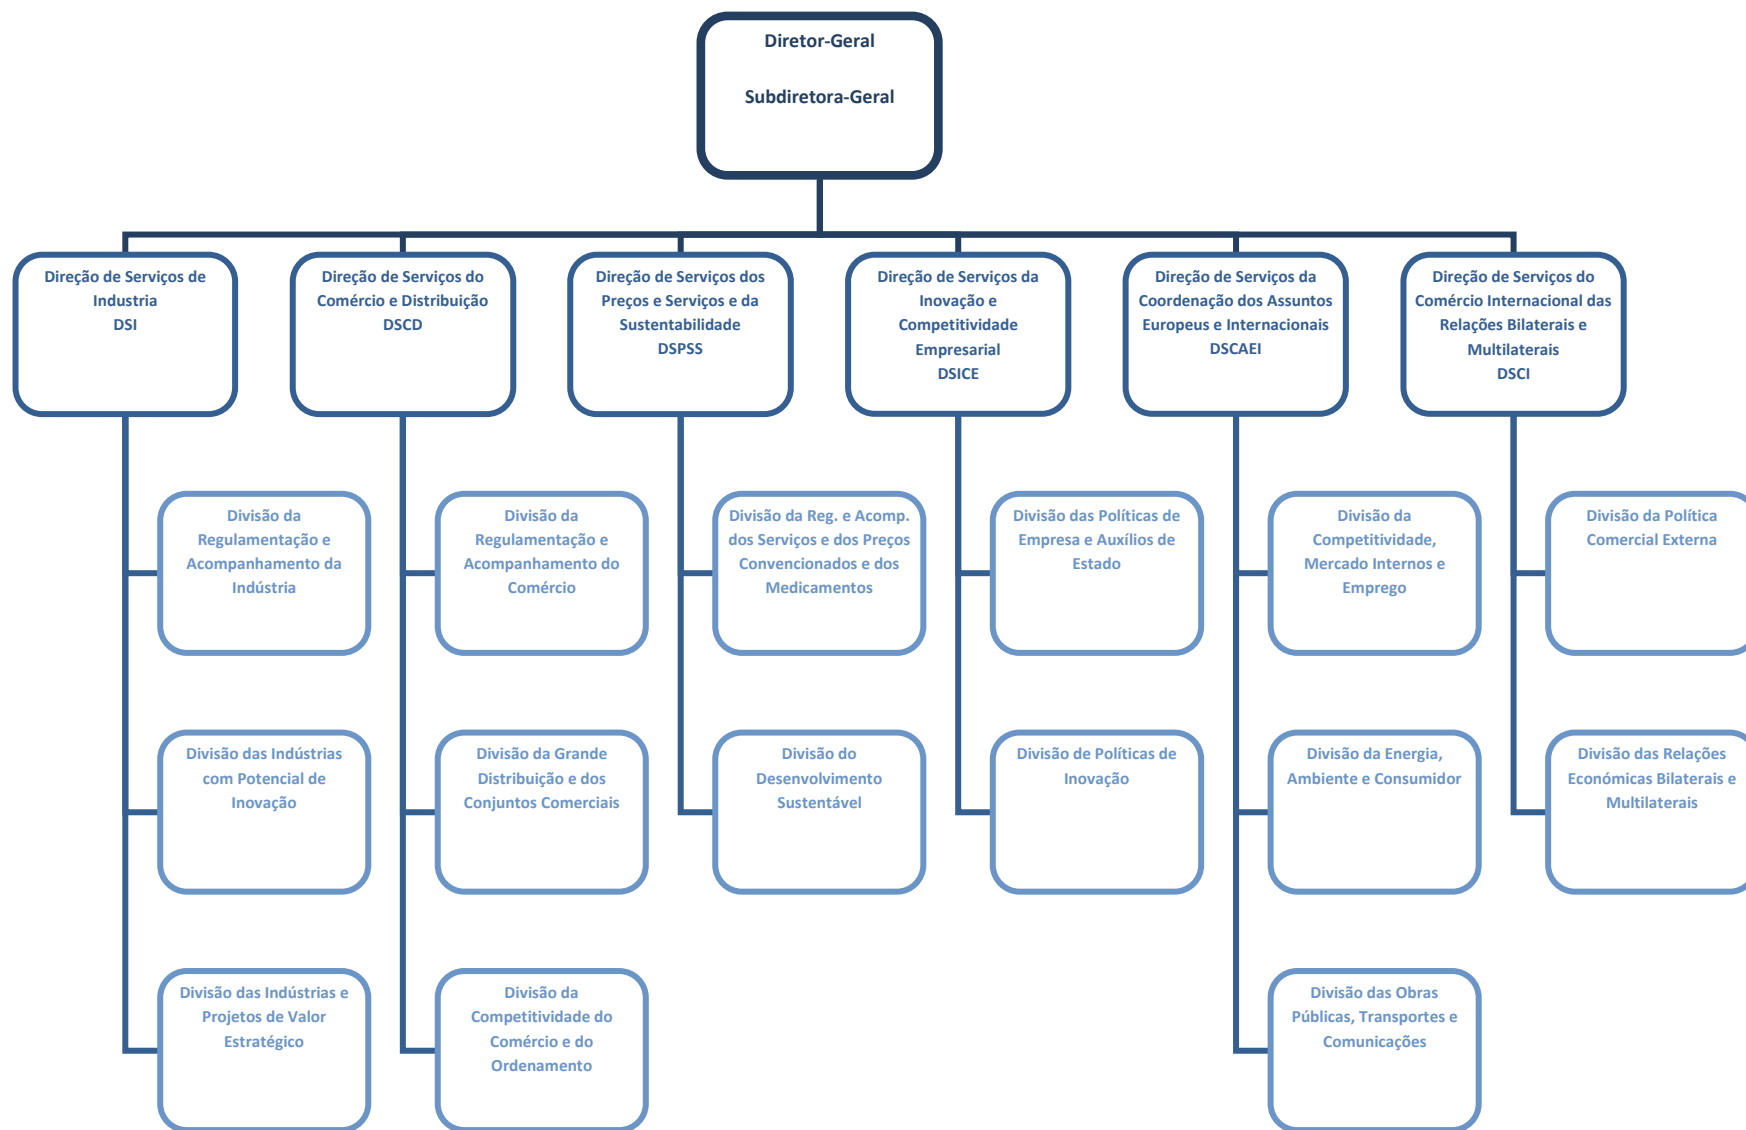 Diretor-Geral
Subdiretora-Geral
Direção de Serviços de
Industria
DSI
Direção de Serviços do
Comércio e Distribuição
DSCD
Direção de Serviços dos
Preços e Serviços e da
Sustentabilidade
DSPSS
Direção de Serviços da
Inovação e
Competitividade
Empresarial
DSICE
Direção de Serviços da
Coordenação dos Assuntos
Europeus e Internacionais
DSCAEI
Direção de Serviços do
Comércio Internacional das
Relações Bilaterais e
Multilaterais
DSCI
Divisão da
Regulamentação e
Acompanhamento da
Indústria
Divisão da
Regulamentação e
Acompanhamento do
Comércio
Divisão da Reg. e Acomp.
dos Serviços e dos Preços
Convencionados e dos
Medicamentos
Divisão das Políticas de
Empresa e Auxílios de
Estado
Divisão da
Competitividade,
Mercado Internos e
Emprego
Divisão da Política
Comercial Externa
Divisão das Indústrias
com Potencial de
Inovação
Divisão da Grande
Distribuição e dos
Conjuntos Comerciais
Divisão do
Desenvolvimento
Sustentável
Divisão de Políticas de
Inovação
Divisão da Energia,
Ambiente e Consumidor
Divisão das Relações
Económicas Bilaterais e
Multilaterais
Divisão das Indústrias e
Projetos de Valor
Estratégico
Divisão da
Competitividade do
Comércio e do
Ordenamento
Divisão das Obras
Públicas, Transportes e
Comunicações